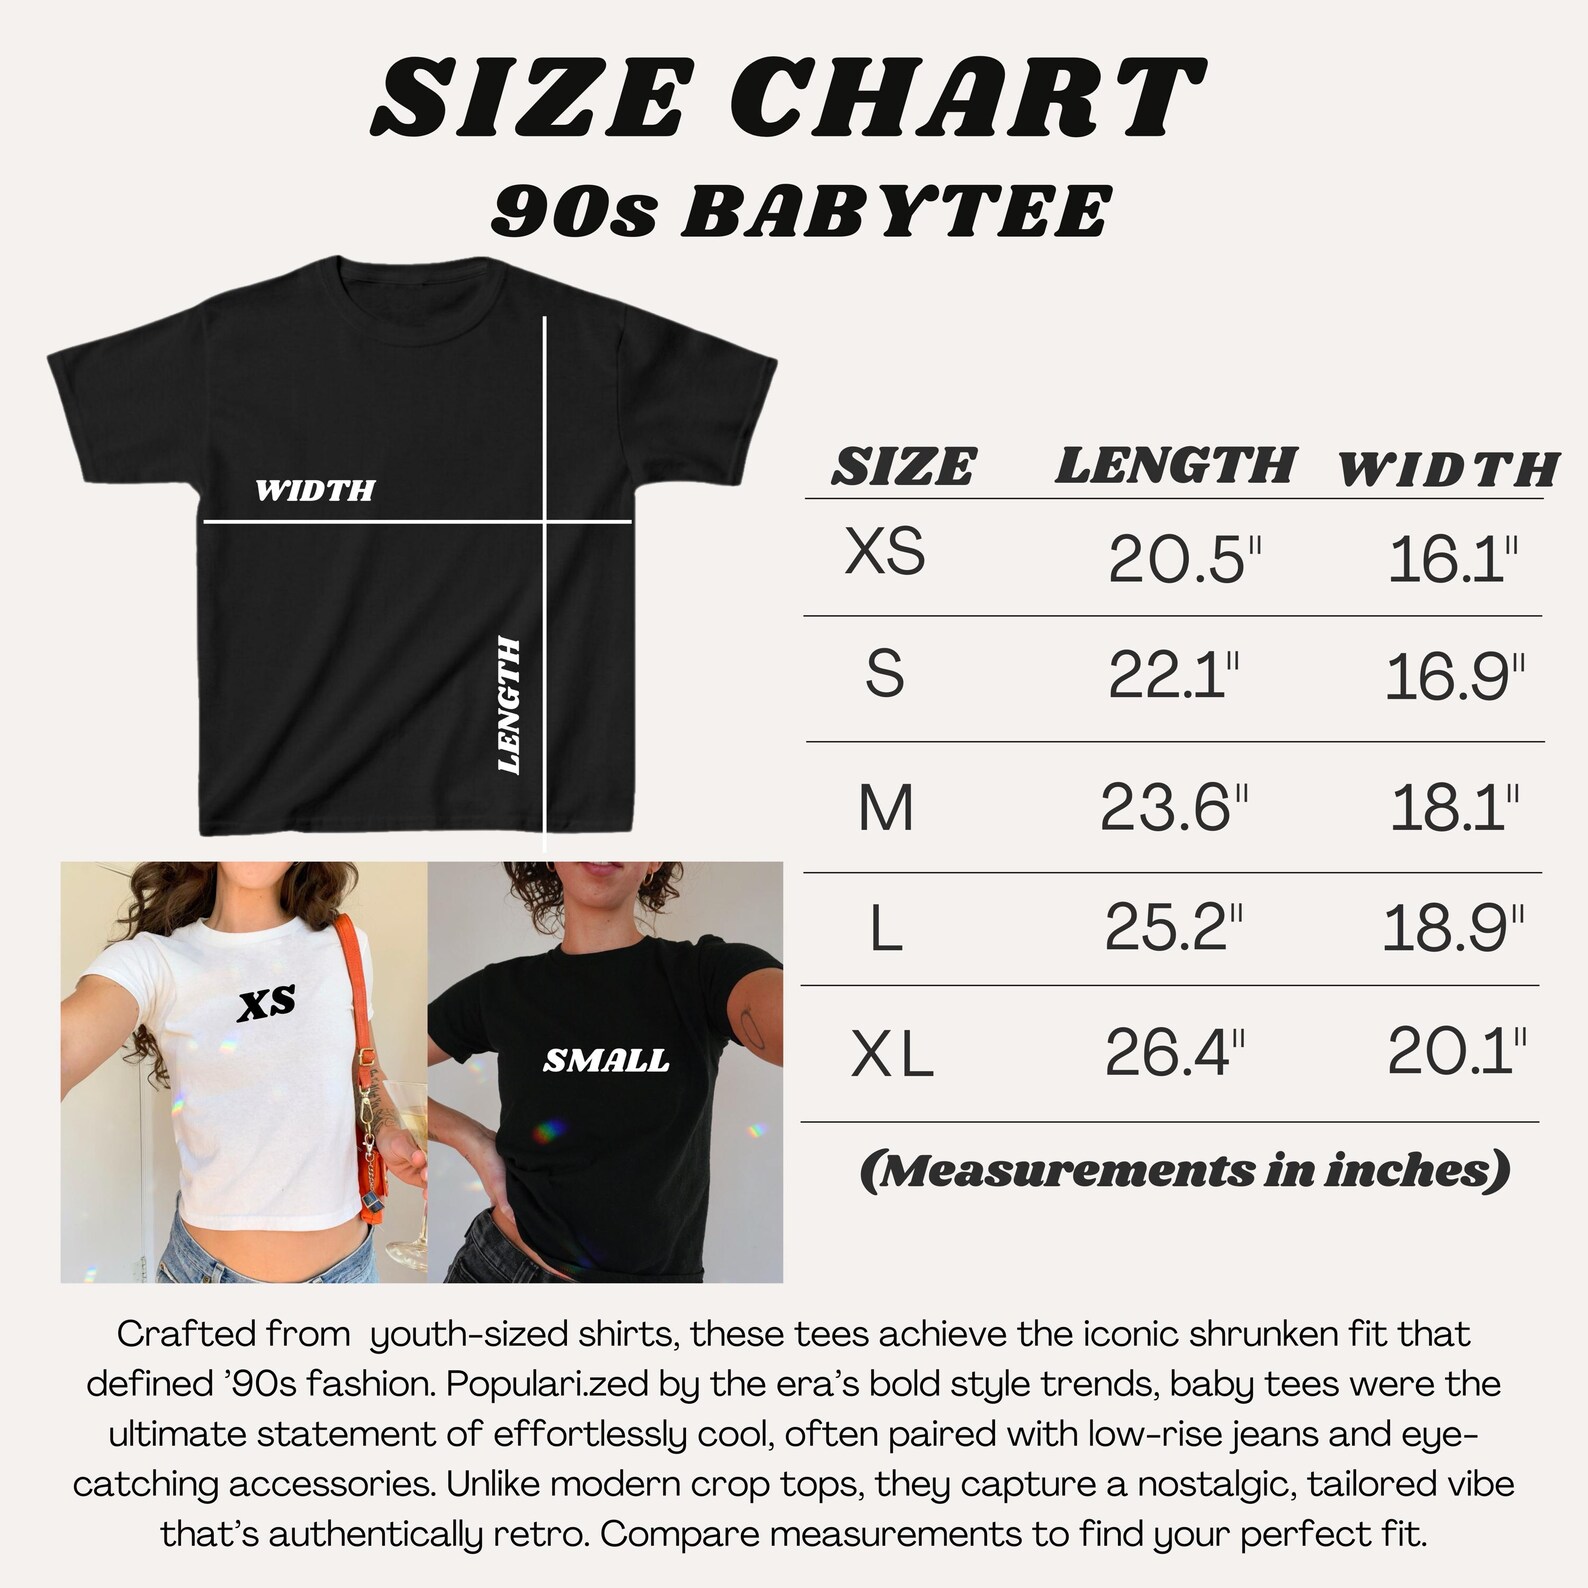 SIZE CHART
90s BABYTEE
WIDTH
LENGTH
SIZE LENGTH WIDTH
XS 20.5" 16.1"
S 22.1" 16.9"
M 23.6" 18.1"
L 25.2" 18.9"
XL 26.4" 20.1"
(Measurements in inches)
XS
SMALL
Crafted from youth-sized shirts, these tees achieve the iconic shrunken fit that
defined ’90s fashion. Populari.zed by the era’s bold style trends, baby tees were the
ultimate statement of effortlessly cool, often paired with low-rise jeans and eye-
catching accessories. Unlike modern crop tops, they capture a nostalgic, tailored vibe
that’s authentically retro. Compare measurements to find your perfect fit.